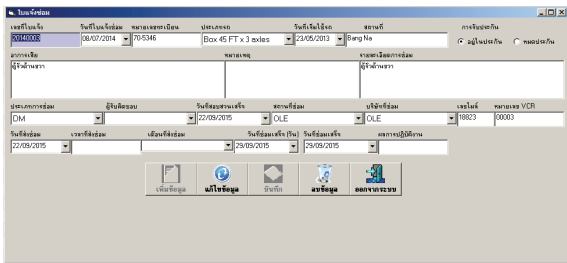 ใบแจ้งซ่อม
เลขที่ใบแจ้ง วันที่ใบแจ้งซ่อม หมายเลขทะเบียน ประเภทรถ วันที่เริ่มใช้รถ สถานที่ การรับประกัน
20140003 08/07/2014 70-5346 Box 45 FT x 3 axles 23/05/2013 Bang Na อยู่ในประกัน หมดประกัน
อาการเสีย หมายเหตุ รายละเอียดการซ่อม
ผู้จัวด้านขวา ผู้จัวด้านขวา
ประเภทการซ่อม ผู้รับผิดชอบ วันที่สอบสวนเสร็จ สถานที่ซ่อม บริษัทที่ซ่อม เลขไมล์ หมายเลข VCR
DM 22/09/2015 OLE OLE 18823 00003
วันที่ส่งซ่อม เวลาที่ส่งซ่อม เดือนที่ส่งซ่อม วันที่ซ่อมเสร็จ (วัน) วันที่ซ่อมเสร็จ ผลการปฏิบัติงาน
22/09/2015 29/09/2015 29/09/2015
เพิ่มข้อมูล แก้ไขข้อมูล บันทึก ลบข้อมูล ออกจากระบบ